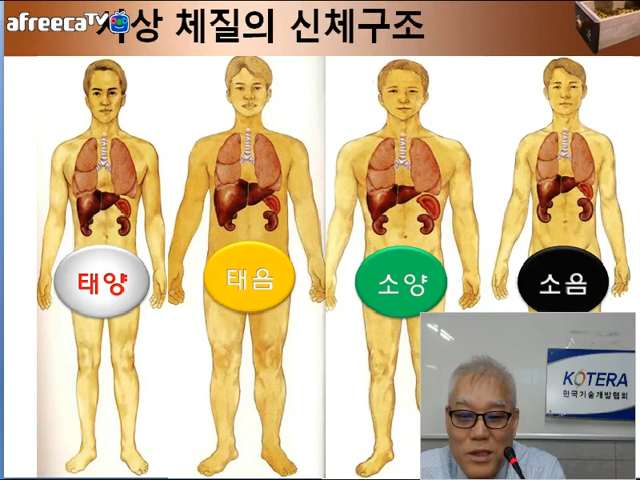 afreecaTV
사상 체질의 신체구조
태양
태음
소양
소음
KOTERA
한국기술개발협회